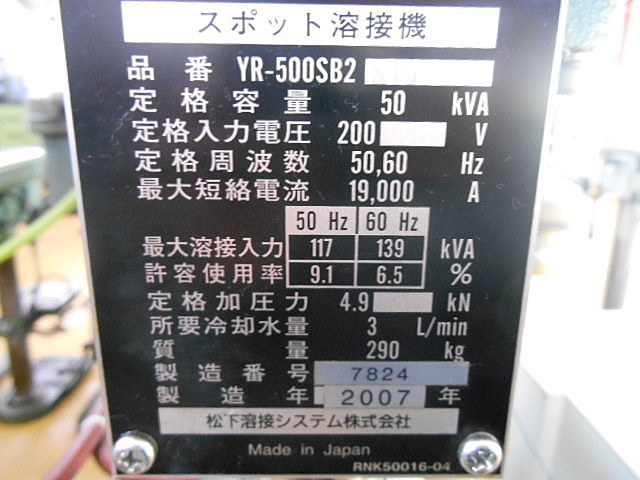 スポット溶接機
品番 YR-500SB2
定格容量 50 kVA
定格入力電圧 200 V
定格周波数 50,60 Hz
最大短絡電流 19,000 A
50 Hz 60 Hz
最大溶接入力 117 139 kVA
許容使用率 9.1 6.5 %
定格加圧力 4.9 kN
所要冷却水量 3 L/min
質量 290 kg
製造番号 7824
製造年 2007 年
松下溶接システム株式会社
Made in Japan
RNK50016-04